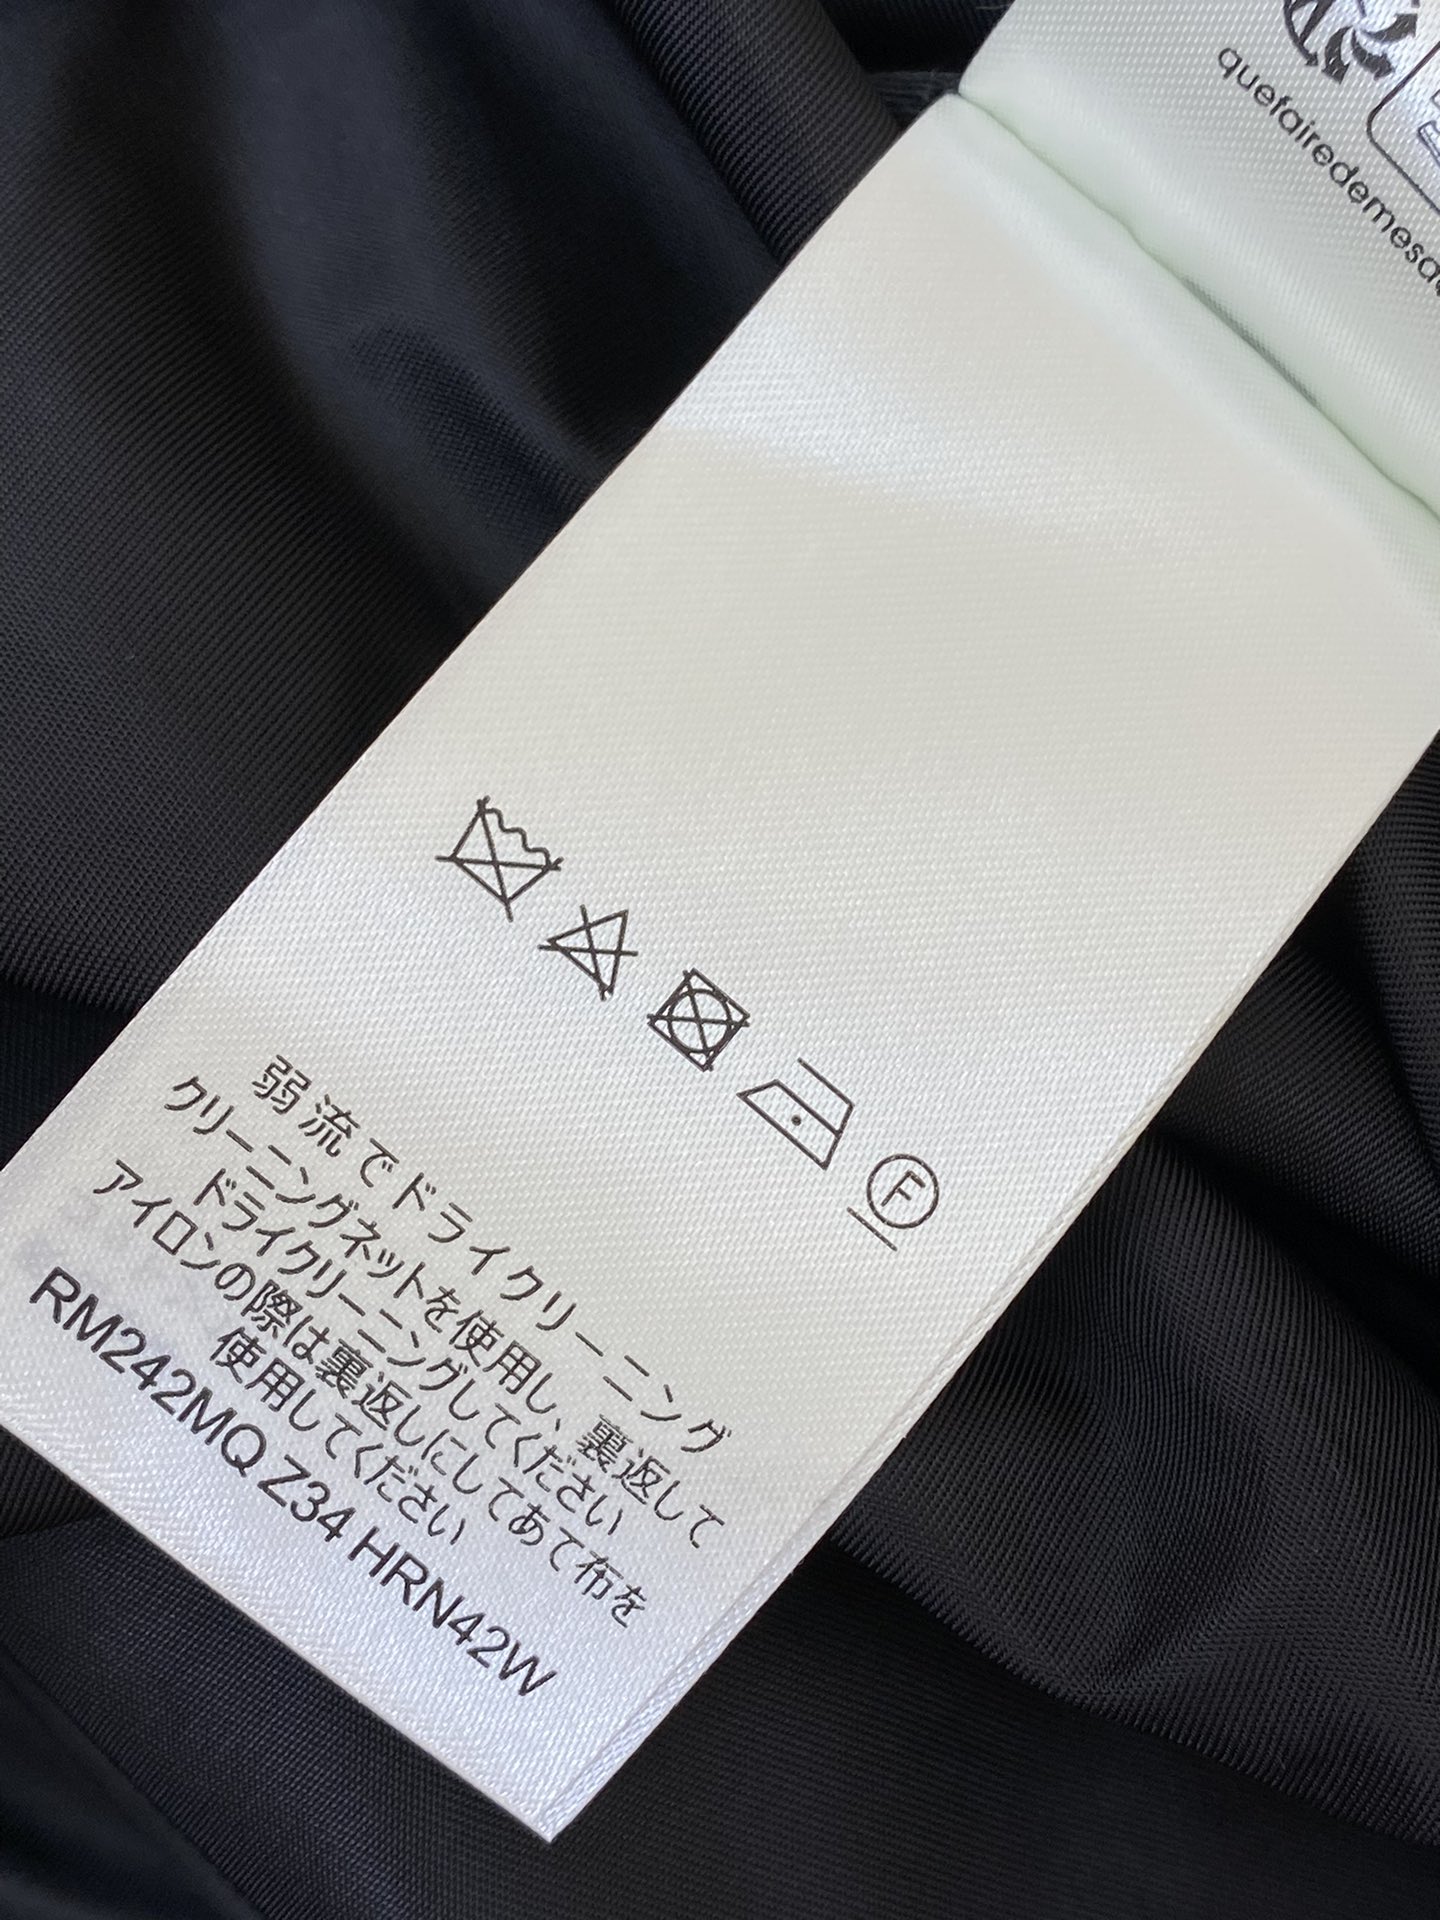 quefairedemes
F
弱流でドライクリーニング
クリーニングネットを使用し、裏返して
ドライクリーニングしてください
アイロンの際は裏返しにしてあて布を
使用してください
RM242MQ Z34 HRN42W